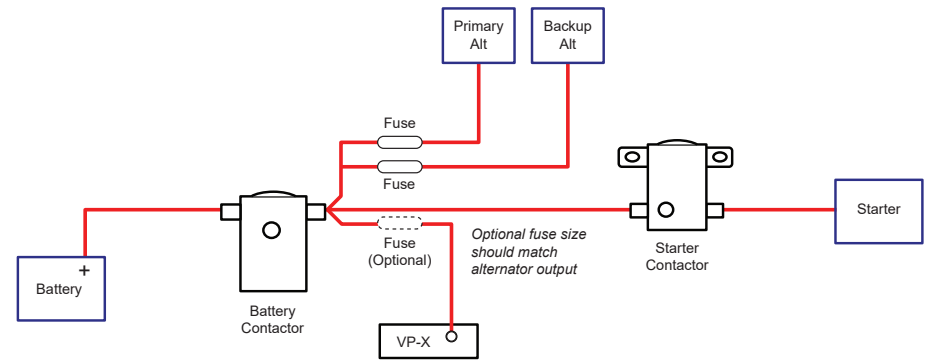 Primary
Alt
Backup
Alt
Fuse
Fuse
Fuse
(Optional)
Optional fuse size
should match
alternator output
Starter
Contactor
Starter
+
Battery
Battery
Contactor
VP-X